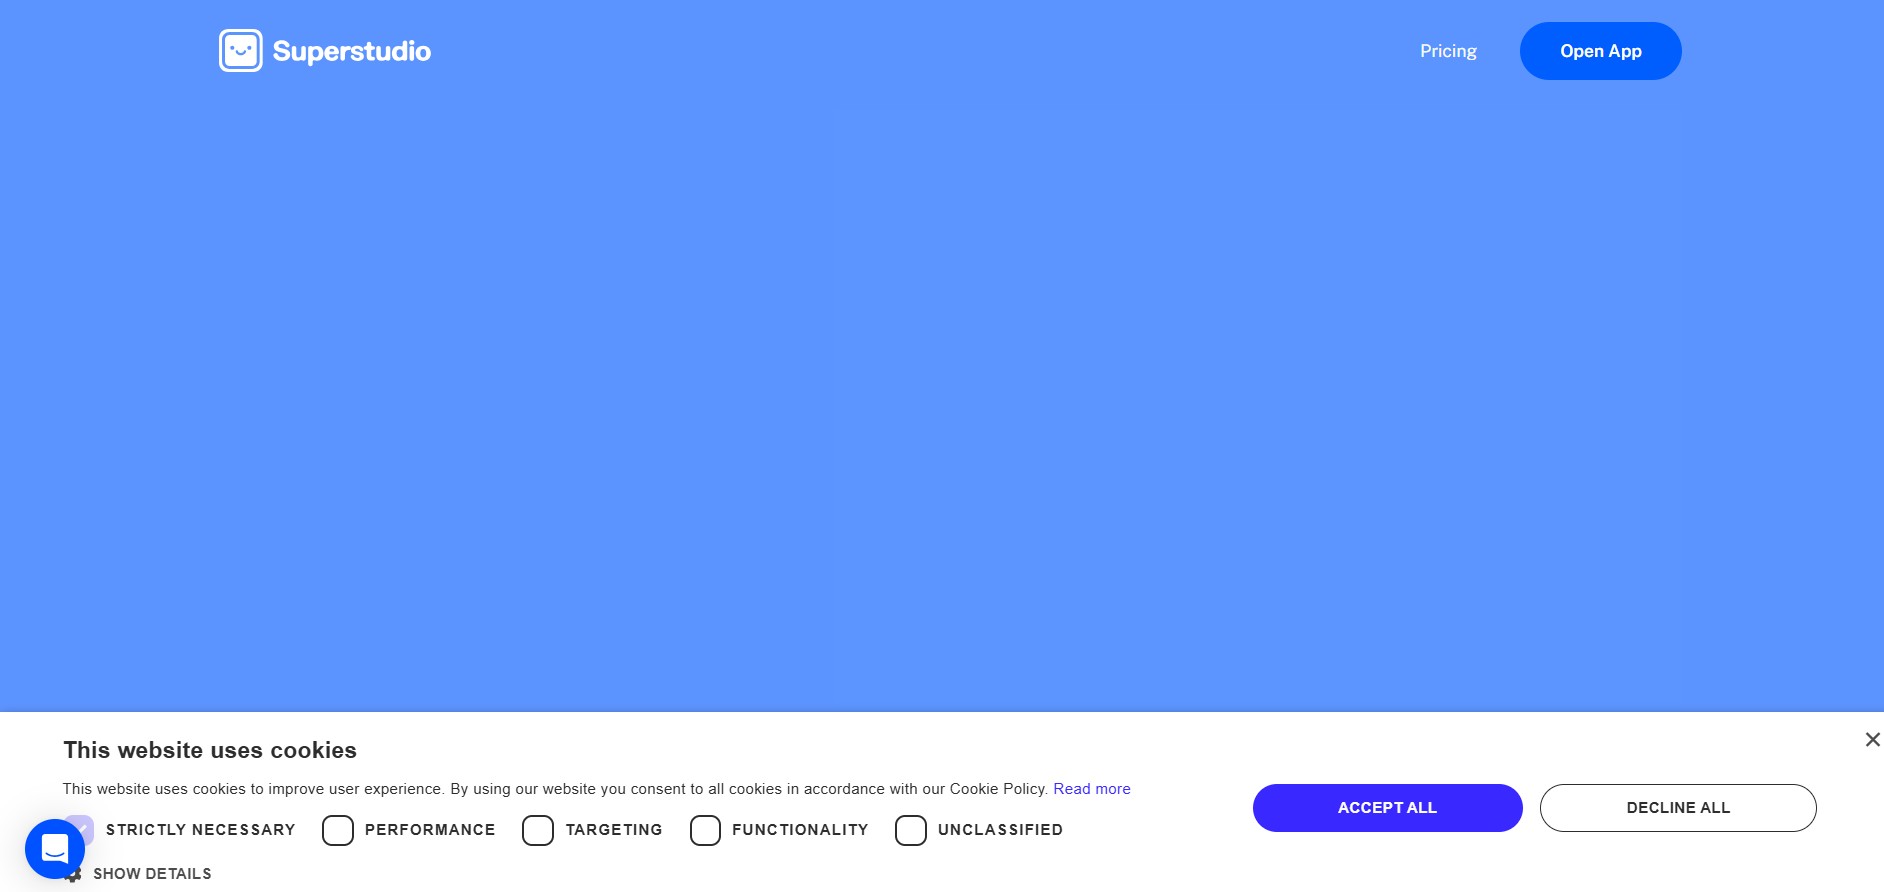 Superstudio
Pricing
Open App
This website uses cookies
This website uses cookies to improve user experience. By using our website you consent to all cookies in accordance with our Cookie Policy. Read more
STRICTLY NECESSARY
PERFORMANCE
TARGETING
FUNCTIONALITY
UNCLASSIFIED
SHOW DETAILS
ACCEPT ALL
DECLINE ALL